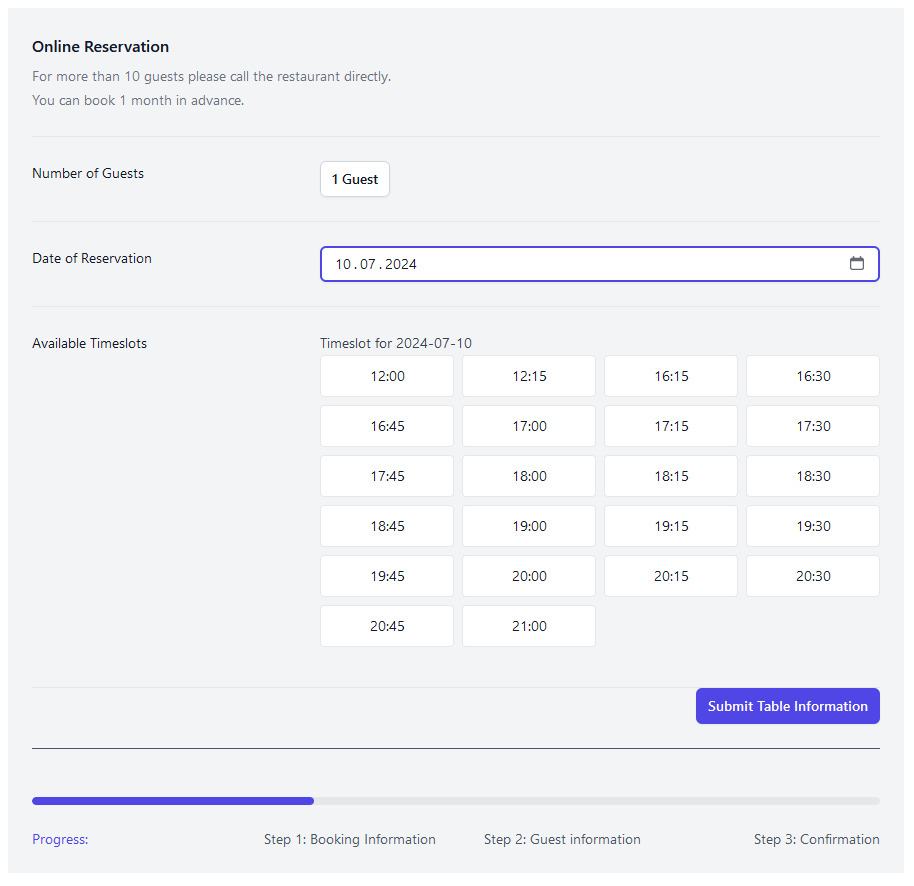 Online Reservation
For more than 10 guests please call the restaurant directly.
You can book 1 month in advance.
Number of Guests
1 Guest
Date of Reservation
10.07.2024
Available Timeslots
Timeslot for 2024-07-10
12:00 12:15 16:15 16:30
16:45 17:00 17:15 17:30
17:45 18:00 18:15 18:30
18:45 19:00 19:15 19:30
19:45 20:00 20:15 20:30
20:45 21:00
Submit Table Information
Progress: Step 1: Booking Information Step 2: Guest information Step 3: Confirmation